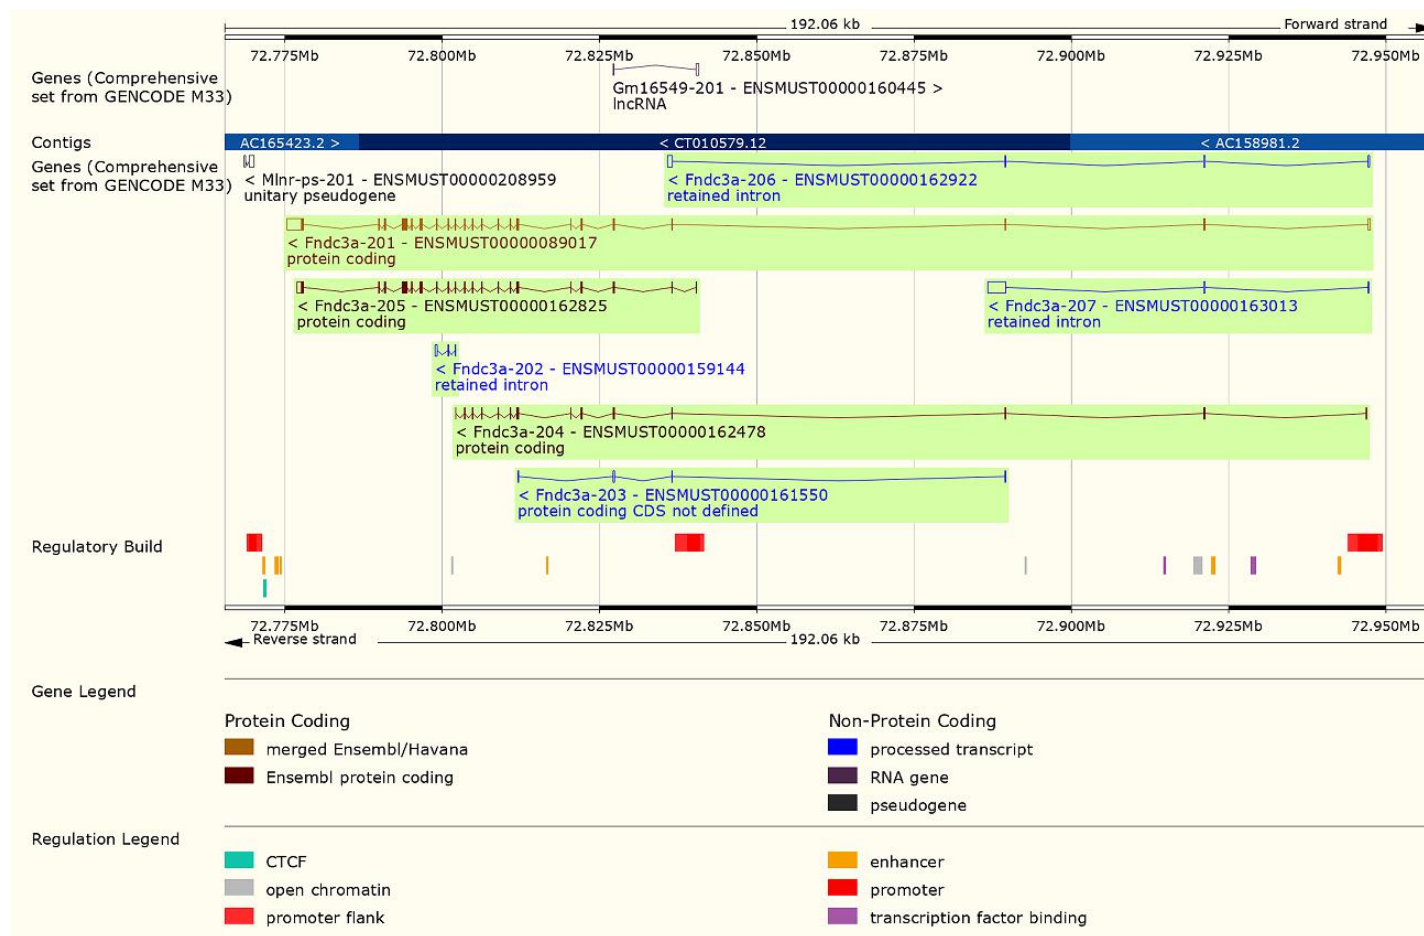 192.06 kb Forward strand
72.775Mb 72.800Mb 72.825Mb 72.850Mb 72.875Mb 72.900Mb 72.925Mb 72.950Mb
Genes (Comprehensive
set from GENCODE M33)
Gm16549-201 - ENSMUST00000160445 >
lncRNA
Contigs
AC165423.2 > < CT010579.12 < AC158981.2
Genes (Comprehensive
set from GENCODE M33)
< Mlnr-ps-201 - ENSMUST00000208959
unitary pseudogene
< Fndc3a-206 - ENSMUST00000162922
retained intron
< Fndc3a-201 - ENSMUST00000089017
protein coding
< Fndc3a-205 - ENSMUST00000162825
protein coding
< Fndc3a-207 - ENSMUST00000163013
retained intron
< Fndc3a-202 - ENSMUST00000159144
retained intron
< Fndc3a-204 - ENSMUST00000162478
protein coding
< Fndc3a-203 - ENSMUST00000161550
protein coding CDS not defined
Regulatory Build
72.775Mb 72.800Mb 72.825Mb 72.850Mb 72.875Mb 72.900Mb 72.925Mb 72.950Mb
Reverse strand 192.06 kb
Gene Legend
Protein Coding
merged Ensembl/Havana
Ensembl protein coding
Non-Protein Coding
processed transcript
RNA gene
pseudogene
Regulation Legend
CTCF
open chromatin
promoter flank
enhancer
promoter
transcription factor binding